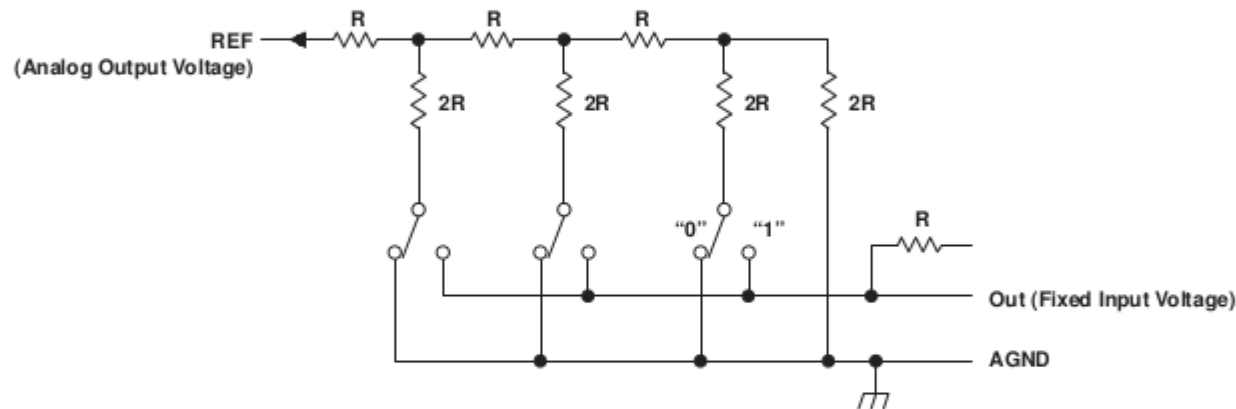 R R R
REF
(Analog Output Voltage)
2R 2R 2R 2R
“0” “1” R
Out (Fixed Input Voltage)
AGND